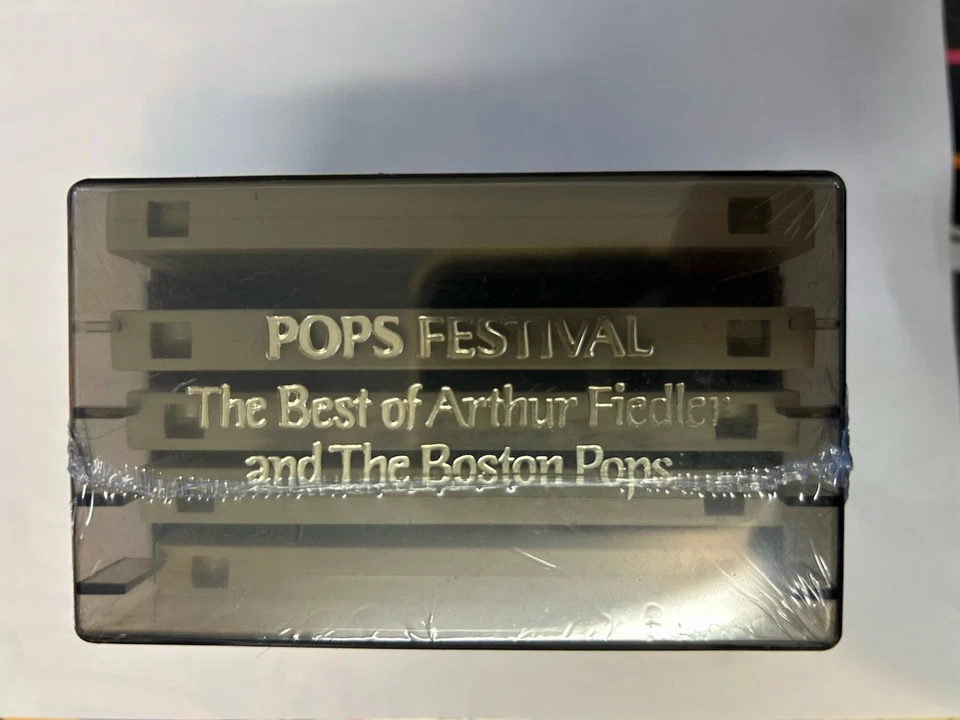 POPS FESTIVAL
The Best of Arthur Fiedler
and The Boston Pops